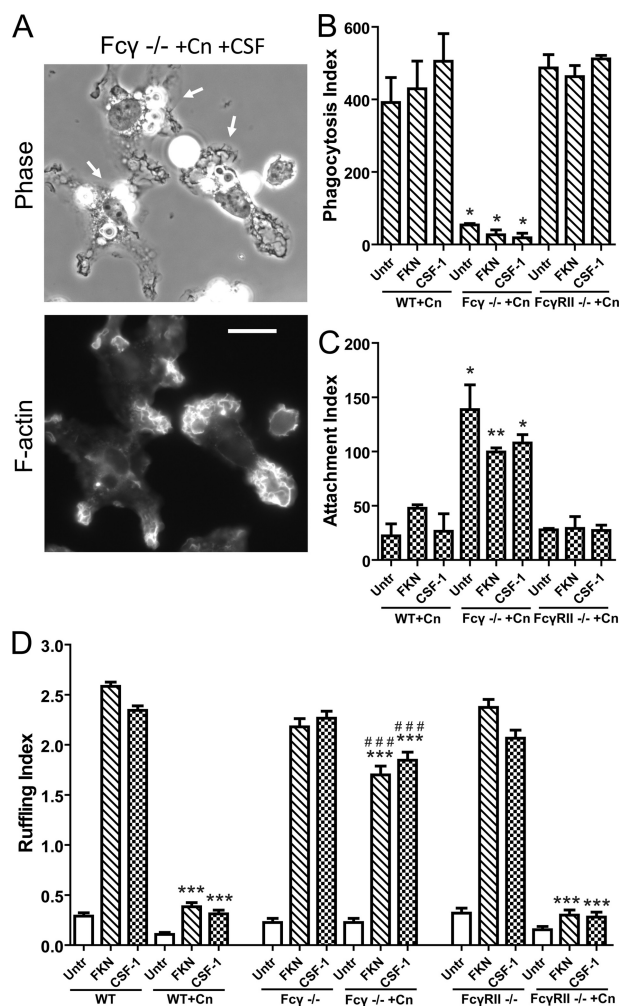 A
Fcγ -/- +Cn +CSF
Phase
F-actin
B
Phagocytosis Index
600
400
200
0
* * *
Untr FKN CSF-1 Untr FKN CSF-1 Untr FKN CSF-1
WT+Cn Fcγ -/- +Cn FcγRII -/- +Cn
C
Attachment Index
200
150
100
50
0
* ** *
Untr FKN CSF-1 Untr FKN CSF-1 Untr FKN CSF-1
WT+Cn Fcγ -/- +Cn FcγRII -/- +Cn
D
Ruffling Index
3.0
2.5
2.0
1.5
1.0
0.5
0.0
*** ***
### ###
*** ***
*** ***
Untr FKN CSF-1 Untr FKN CSF-1 Untr FKN CSF-1 Untr FKN CSF-1 Untr FKN CSF-1 Untr FKN CSF-1
WT WT+Cn Fcγ -/- Fcγ -/- +Cn FcγRII -/- FcγRII -/- +Cn